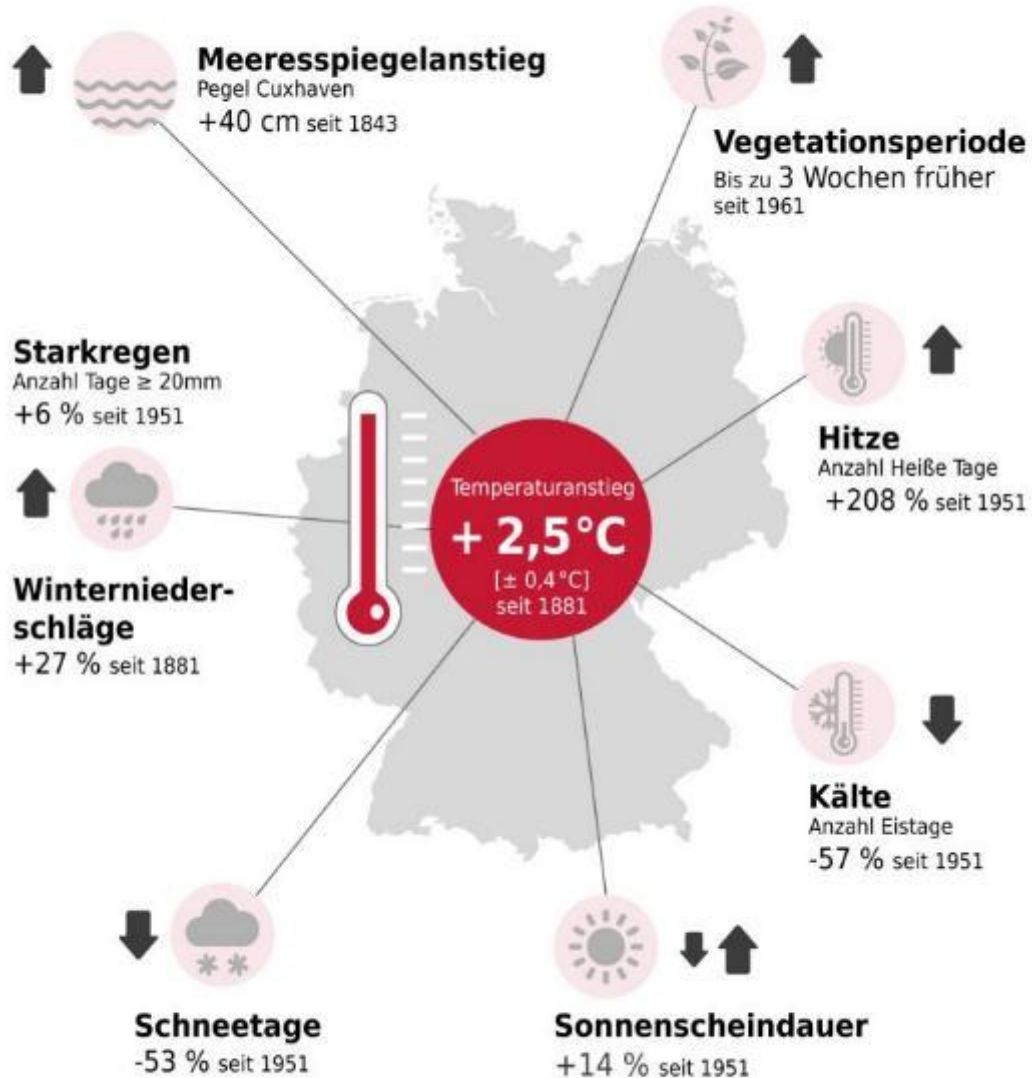 Meeresspiegelanstieg
Pegel Cuxhaven
+40 cm seit 1843
Vegetationsperiode
Bis zu 3 Wochen früher
seit 1961
Starkregen
Anzahl Tage ≥ 20mm
+6 % seit 1951
Winternieder-
schläge
+27 % seit 1881
Temperaturanstieg
+ 2,5°C
[± 0,4°C]
seit 1881
Hitze
Anzahl Heiße Tage
+208 % seit 1951
Kälte
Anzahl Eistage
-57 % seit 1951
Schneetage
-53 % seit 1951
Sonnenscheindauer
+14 % seit 1951